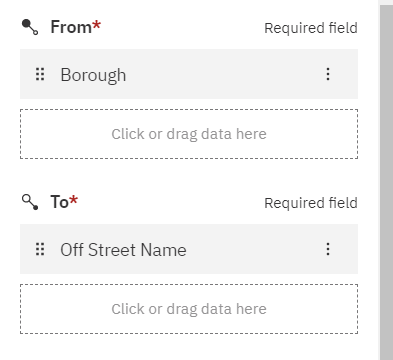 From* Required field
Borough
Click or drag data here
To* Required field
Off Street Name
Click or drag data here